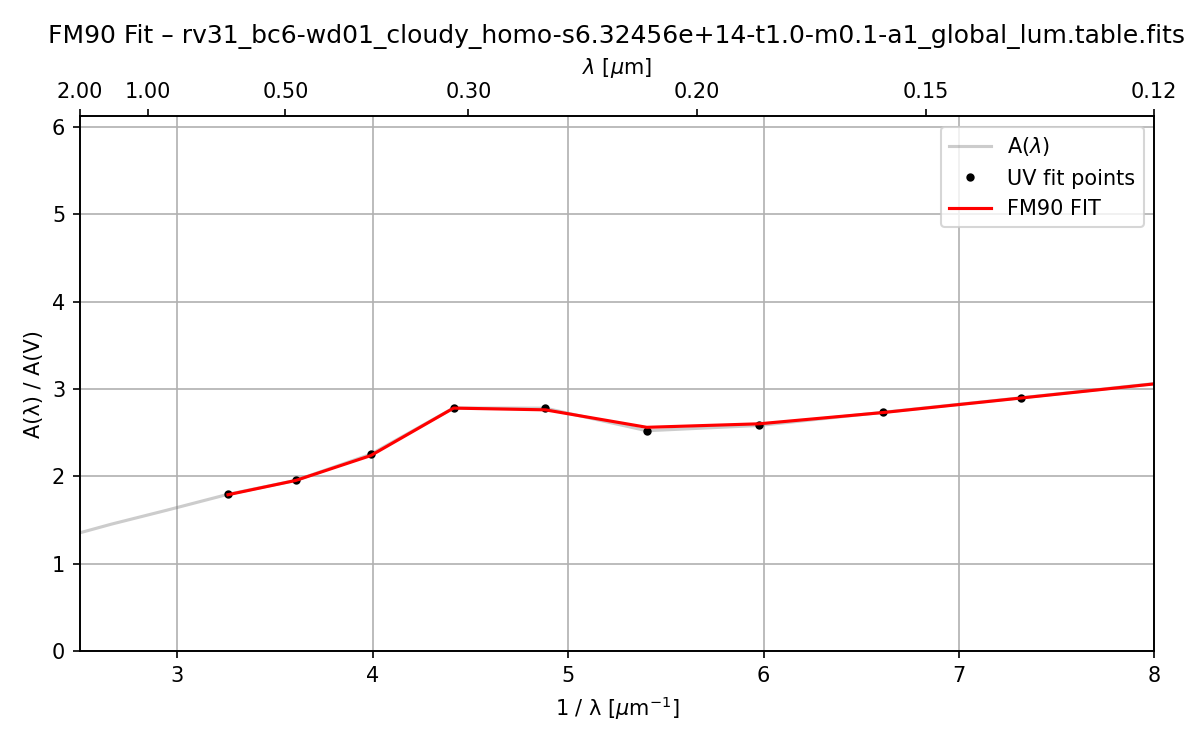 FM90 Fit – rv31_bc6-wd01_cloudy_homo-s6.32456e+14-t1.0-m0.1-a1_global_lum.table.fits
λ [μm]
2.00 1.00 0.50 0.30 0.20 0.15 0.12
A(λ)
UV fit points
FM90 FIT
A(λ) / A(V)
6
5
4
3
2
1
0
3 4 5 6 7 8
1 / λ [μm⁻¹]